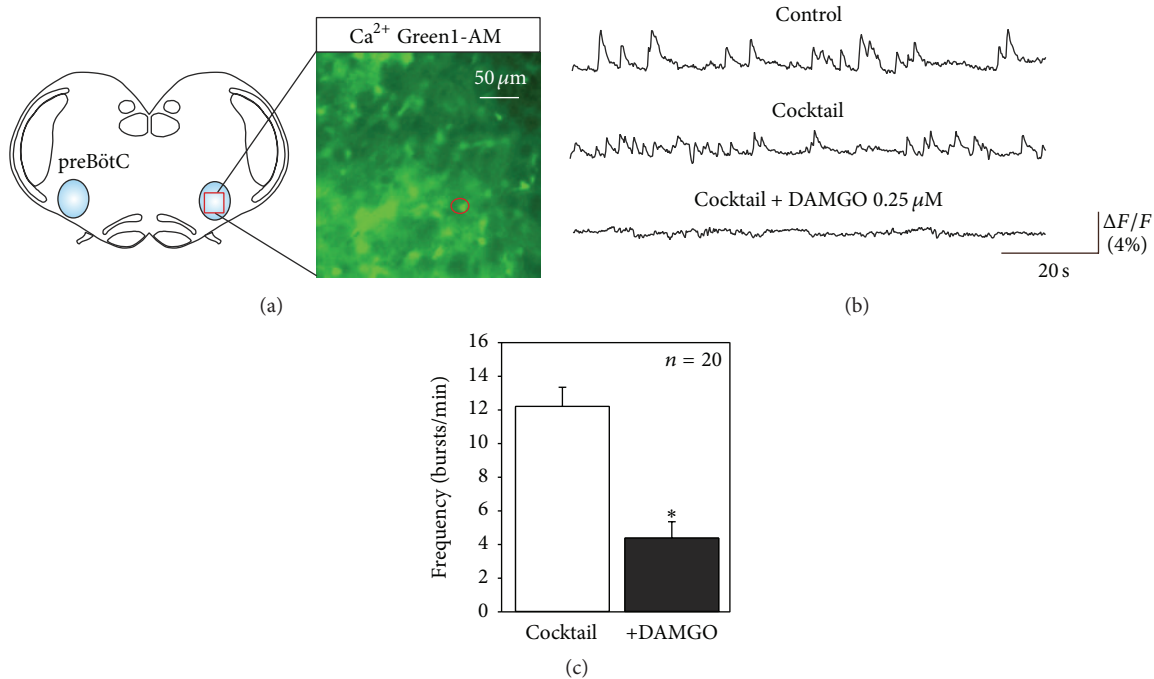 Ca²⁺ Green1-AM
50 μm
preBötC
(a)
Control
Cocktail
Cocktail + DAMGO 0.25 μM
ΔF/F
(4%)
20 s
(b)
16
14
12
10
8
6
4
2
0
Frequency (bursts/min)
n = 20
*
Cocktail
+DAMGO
(c)